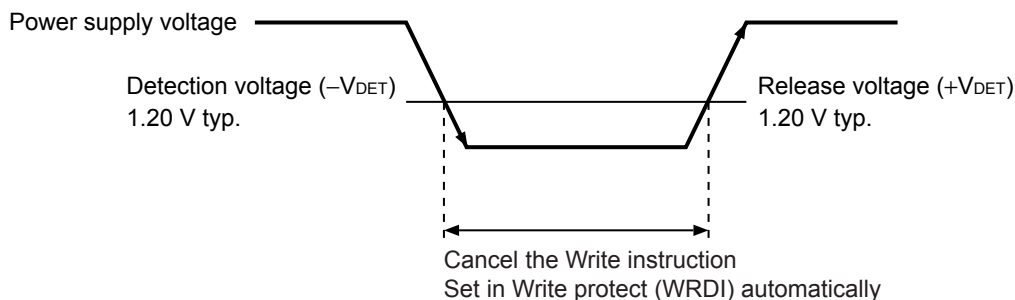 Power supply voltage
Detection voltage (−VDET)
1.20 V typ.
Release voltage (+VDET)
1.20 V typ.
Cancel the Write instruction
Set in Write protect (WRDI) automatically